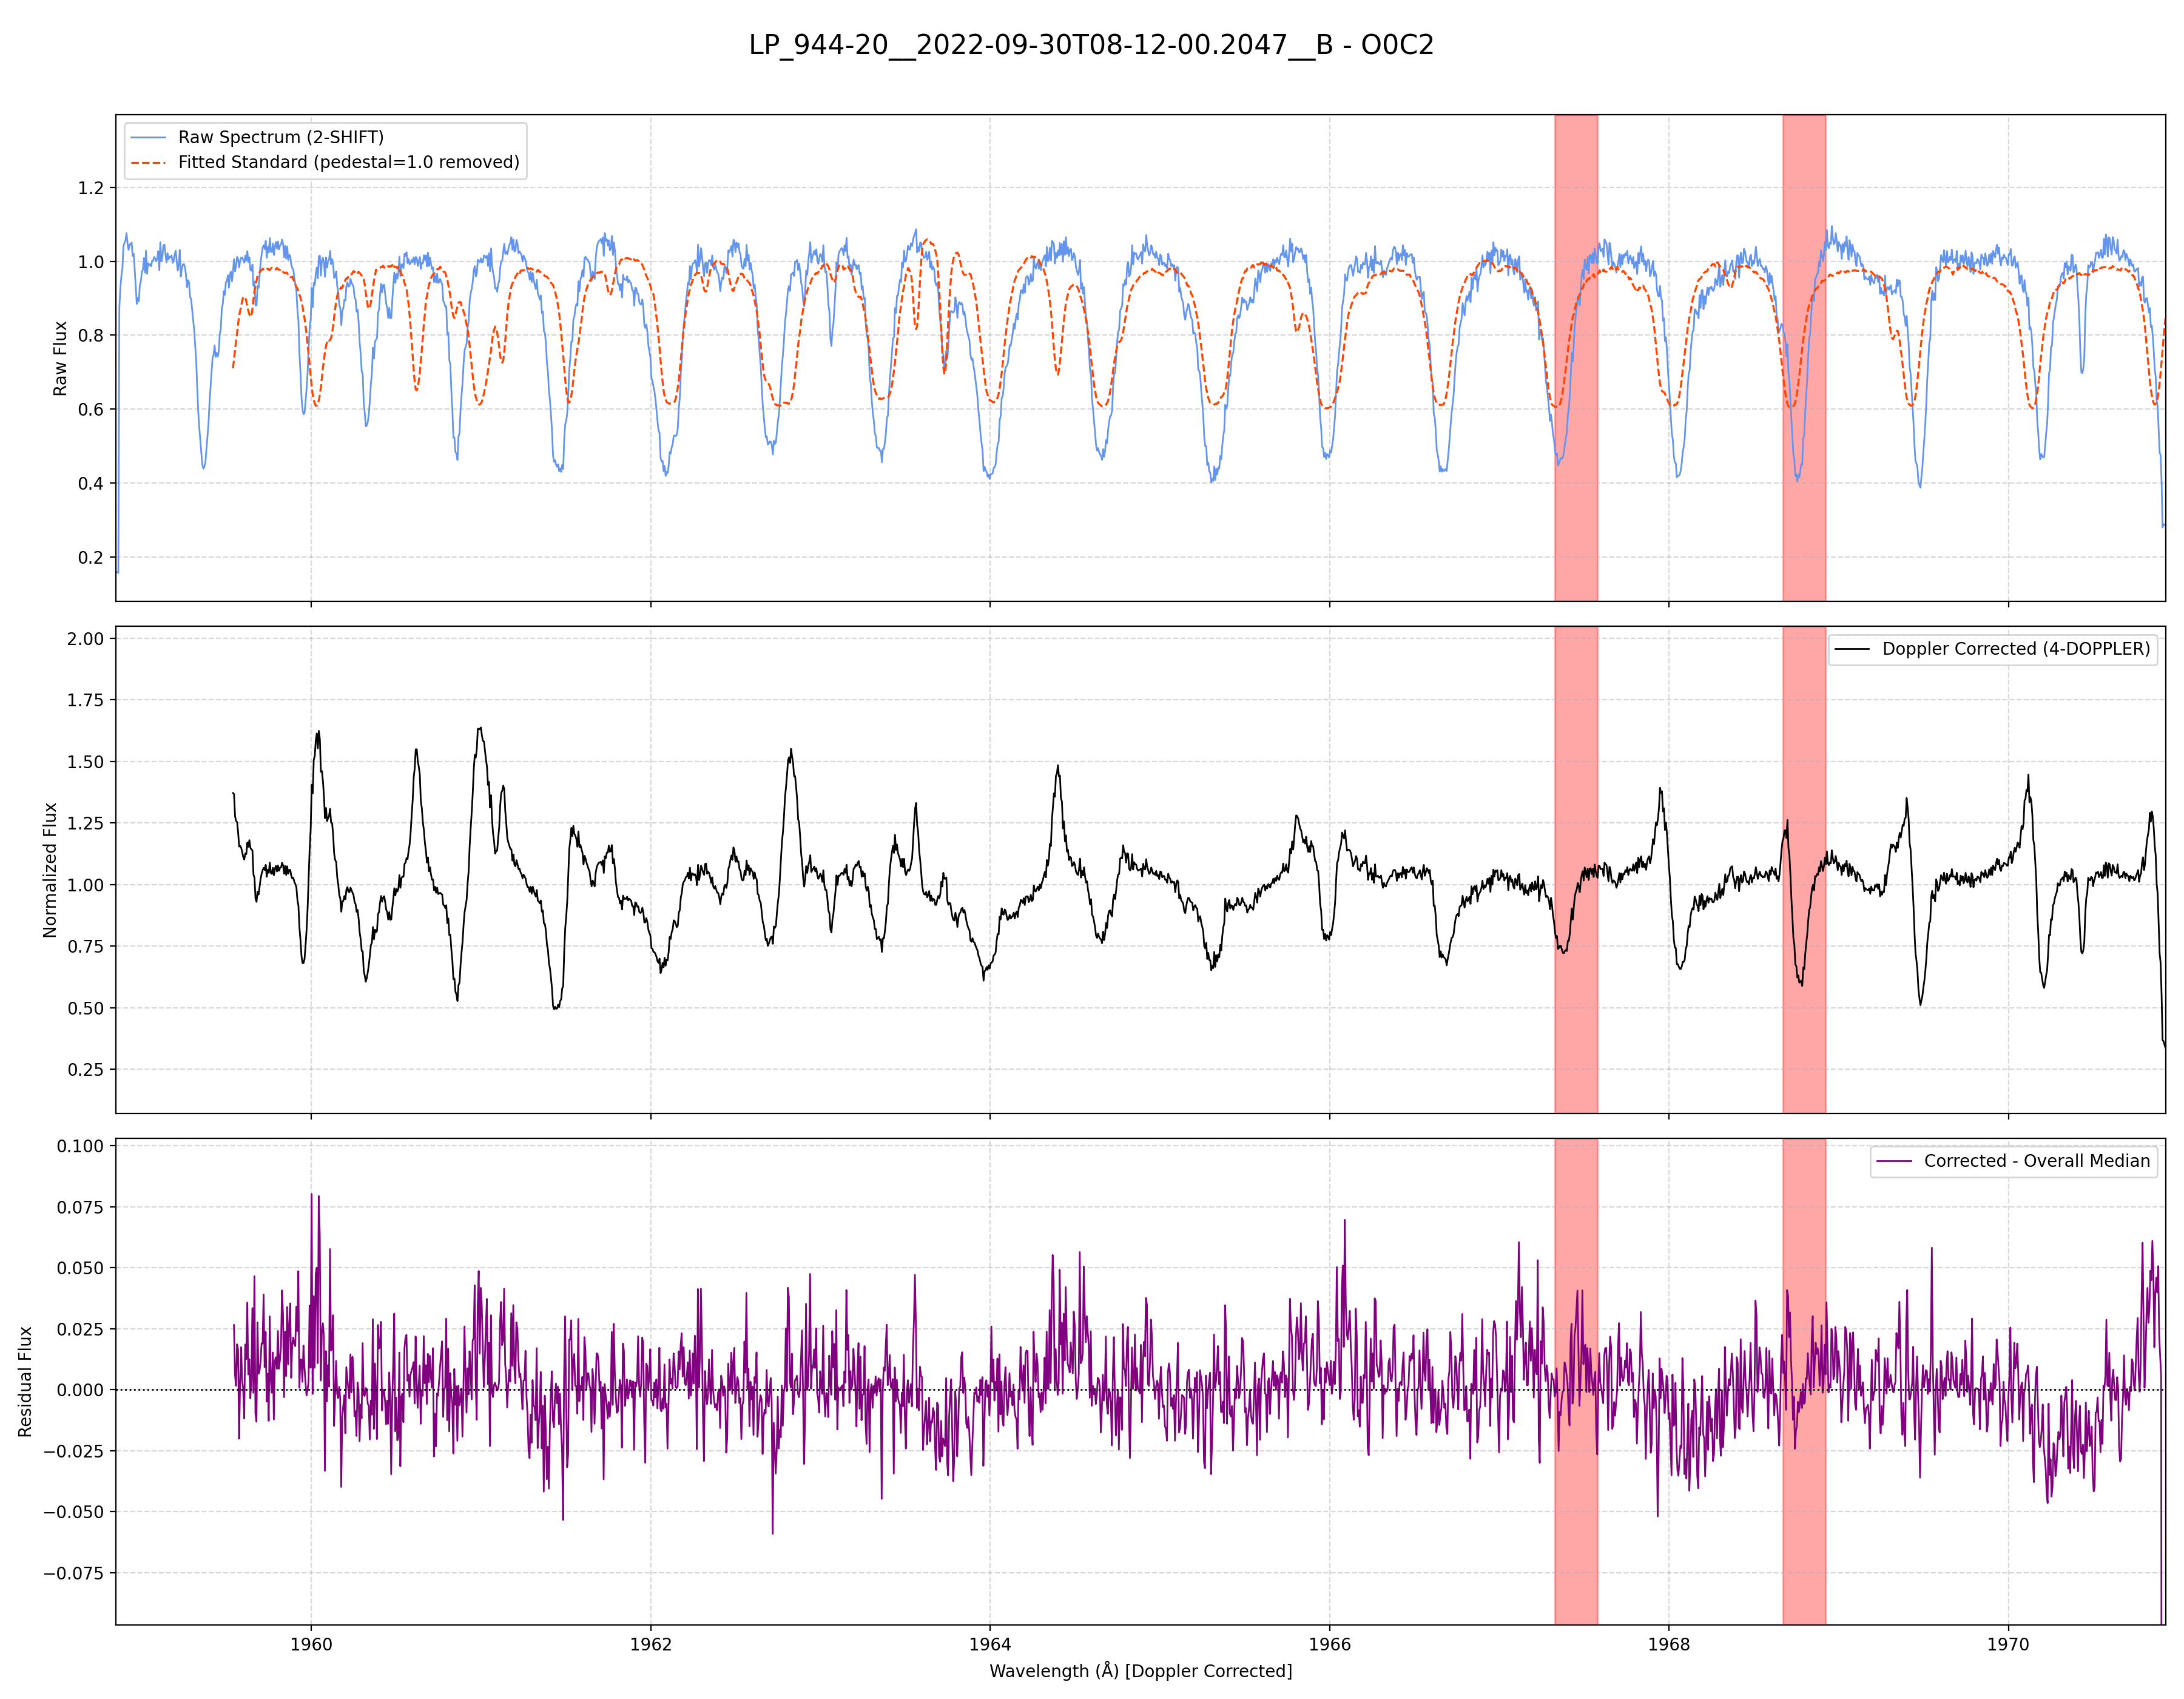 LP_944-20__2022-09-30T08-12-00.2047__B - O0C2
Raw Spectrum (2-SHIFT)
Fitted Standard (pedestal=1.0 removed)
Raw Flux
1.2
1.0
0.8
0.6
0.4
0.2
Doppler Corrected (4-DOPPLER)
Normalized Flux
2.00
1.75
1.50
1.25
1.00
0.75
0.50
0.25
Corrected - Overall Median
Residual Flux
0.100
0.075
0.050
0.025
0.000
−0.025
−0.050
−0.075
1960 1962 1964 1966 1968 1970
Wavelength (Å) [Doppler Corrected]